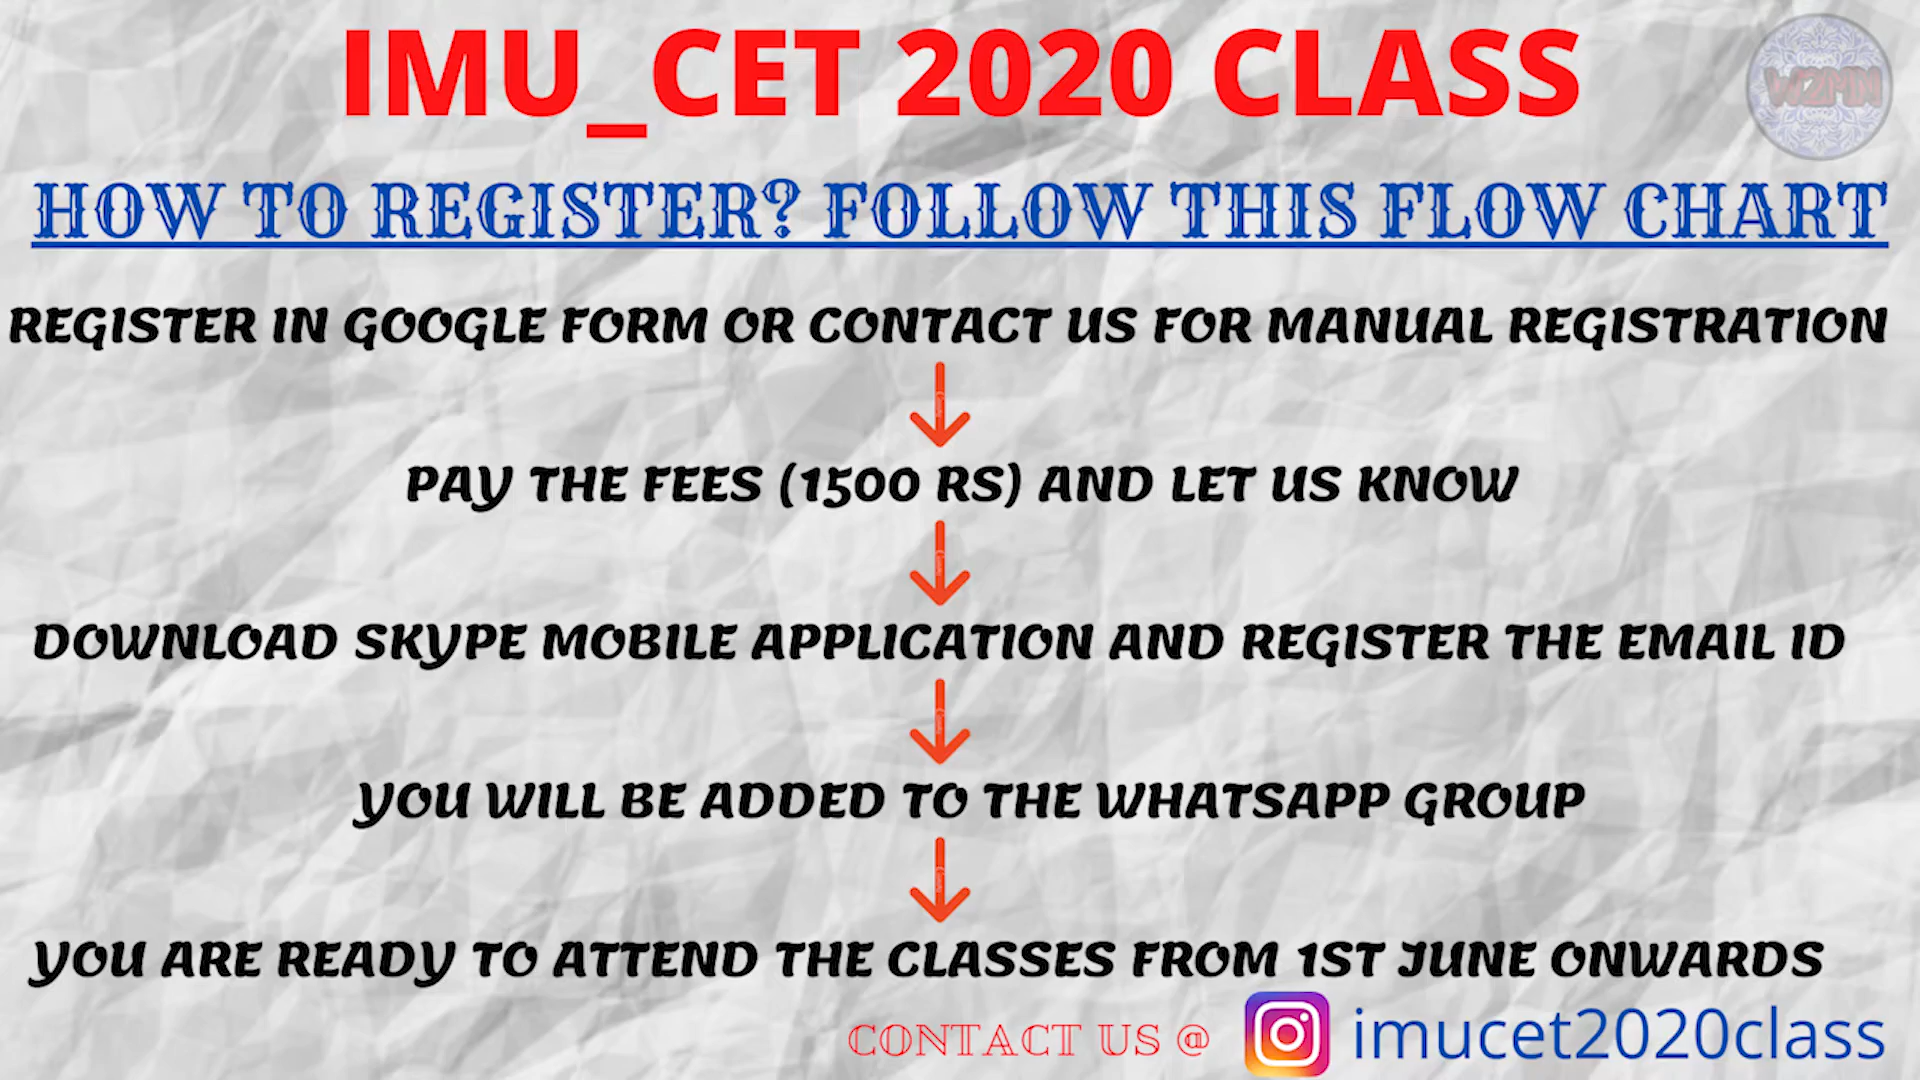 IMU_CET 2020 CLASS
WZMN
HOW TO REGISTER? FOLLOW THIS FLOW CHART
REGISTER IN GOOGLE FORM OR CONTACT US FOR MANUAL REGISTRATION
PAY THE FEES (1500 RS) AND LET US KNOW
DOWNLOAD SKYPE MOBILE APPLICATION AND REGISTER THE EMAIL ID
YOU WILL BE ADDED TO THE WHATSAPP GROUP
YOU ARE READY TO ATTEND THE CLASSES FROM 1ST JUNE ONWARDS
CONTACT US @ imucet2020class